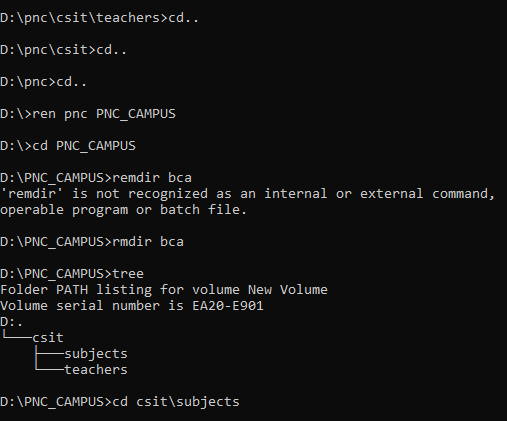 D:\pnc\csit\teachers>cd..
D:\pnc\csit>cd..
D:\pnc>cd..
D:\>ren pnc PNC_CAMPUS
D:\>cd PNC_CAMPUS
D:\PNC_CAMPUS>remdir bca
'remdir' is not recognized as an internal or external command,
operable program or batch file.
D:\PNC_CAMPUS>rmdir bca
D:\PNC_CAMPUS>tree
Folder PATH listing for volume New Volume
Volume serial number is EA20-E901
D:.
└───csit
    ├───subjects
    └───teachers
D:\PNC_CAMPUS>cd csit\subjects